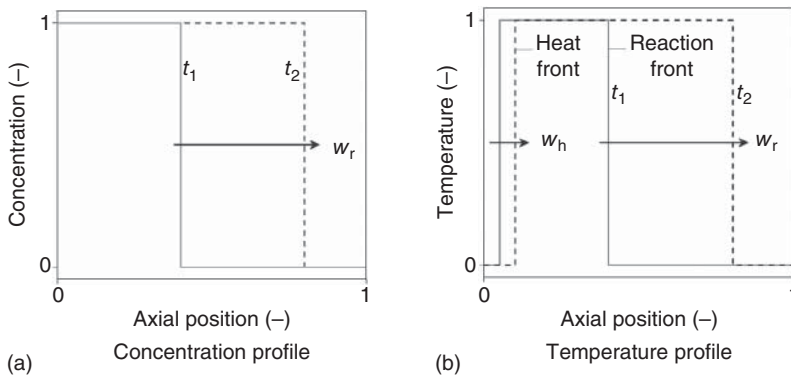 1
t1
t2
wr
0
0
1
Concentration (–)
Axial position (–)
(a)
Concentration profile
1
Heat front
Reaction front
t1
t2
wh
wr
0
0
1
Temperature (–)
Axial position (–)
(b)
Temperature profile